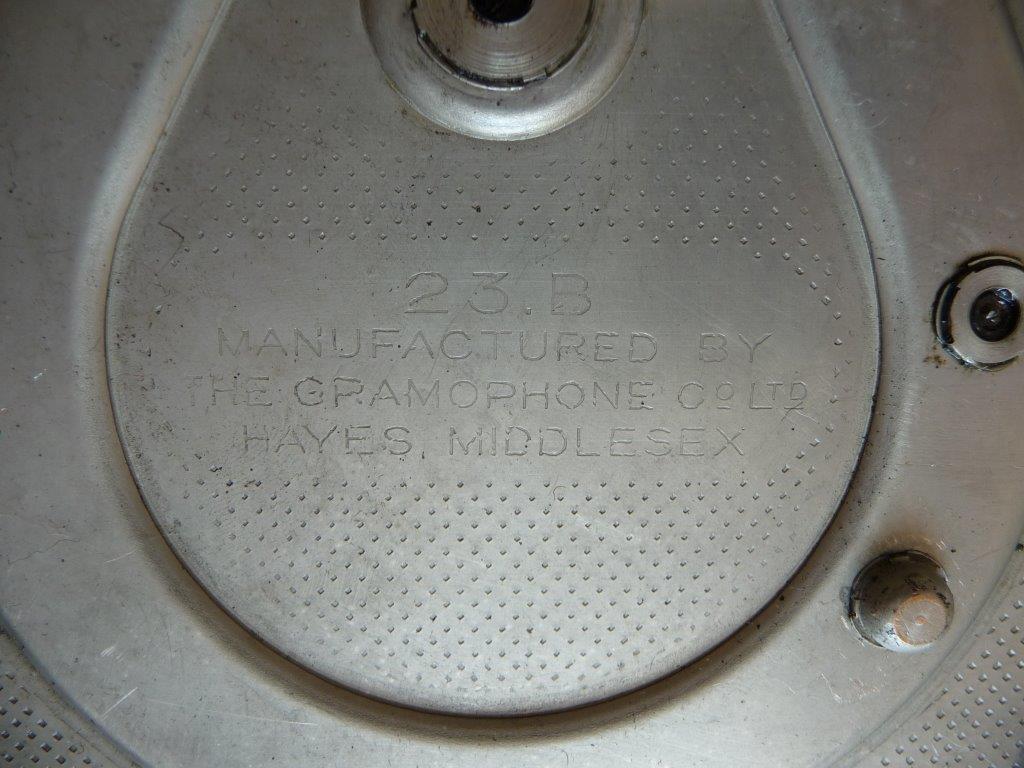 23.B
MANUFACTURED BY
THE GRAMOPHONE Cº LTD
HAYES, MIDDLESEX